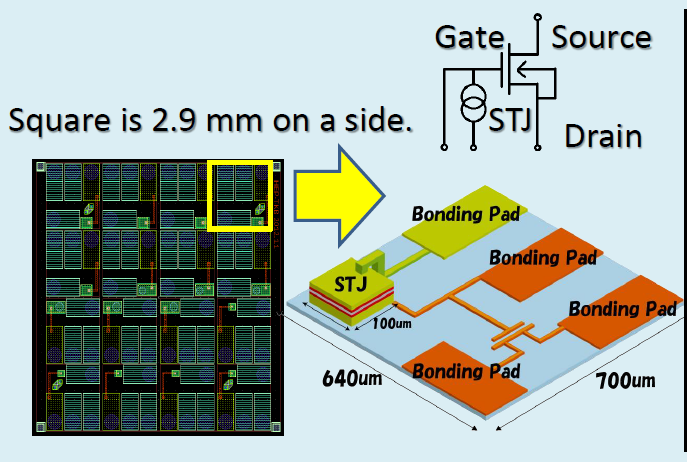 Gate
Source
Square is 2.9 mm on a side.
STJ
Drain
Bonding Pad
Bonding Pad
STJ
Bonding Pad
100um
Bonding Pad
640um
700um